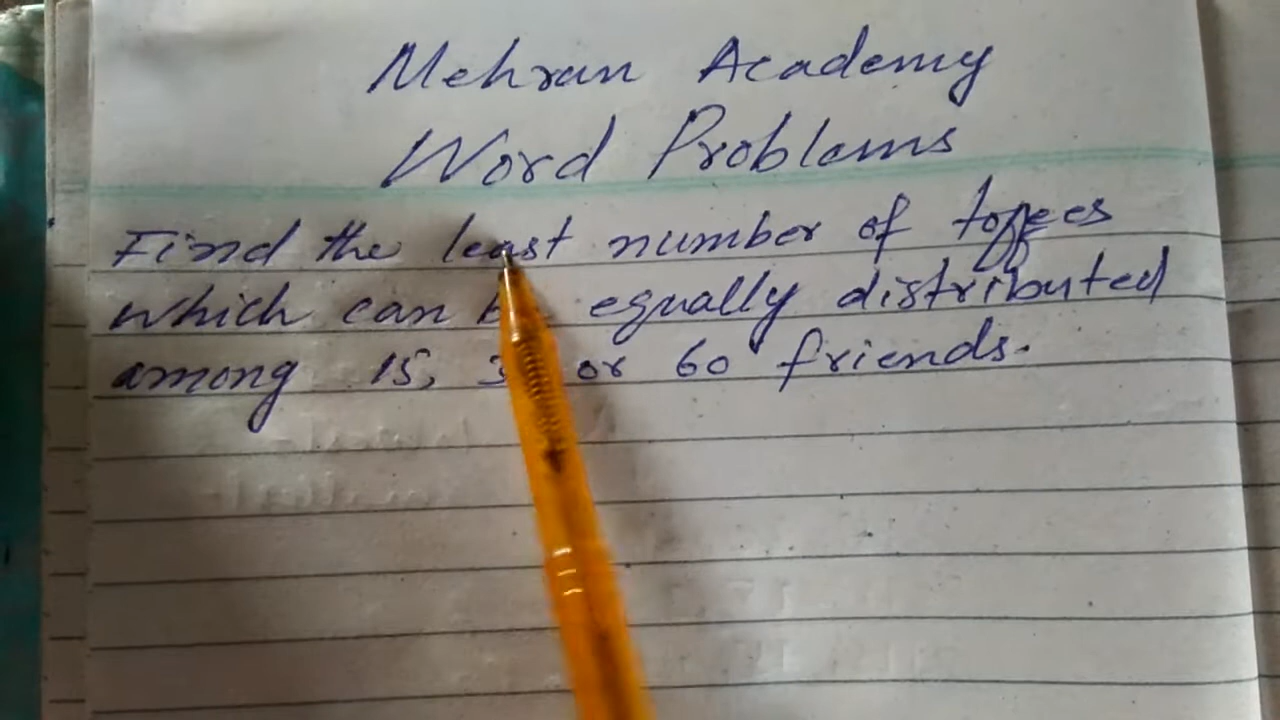 Mehran Academy
Word Problems
Find the least number of toffees
which can equally distributed
among 15, or 60 friends.